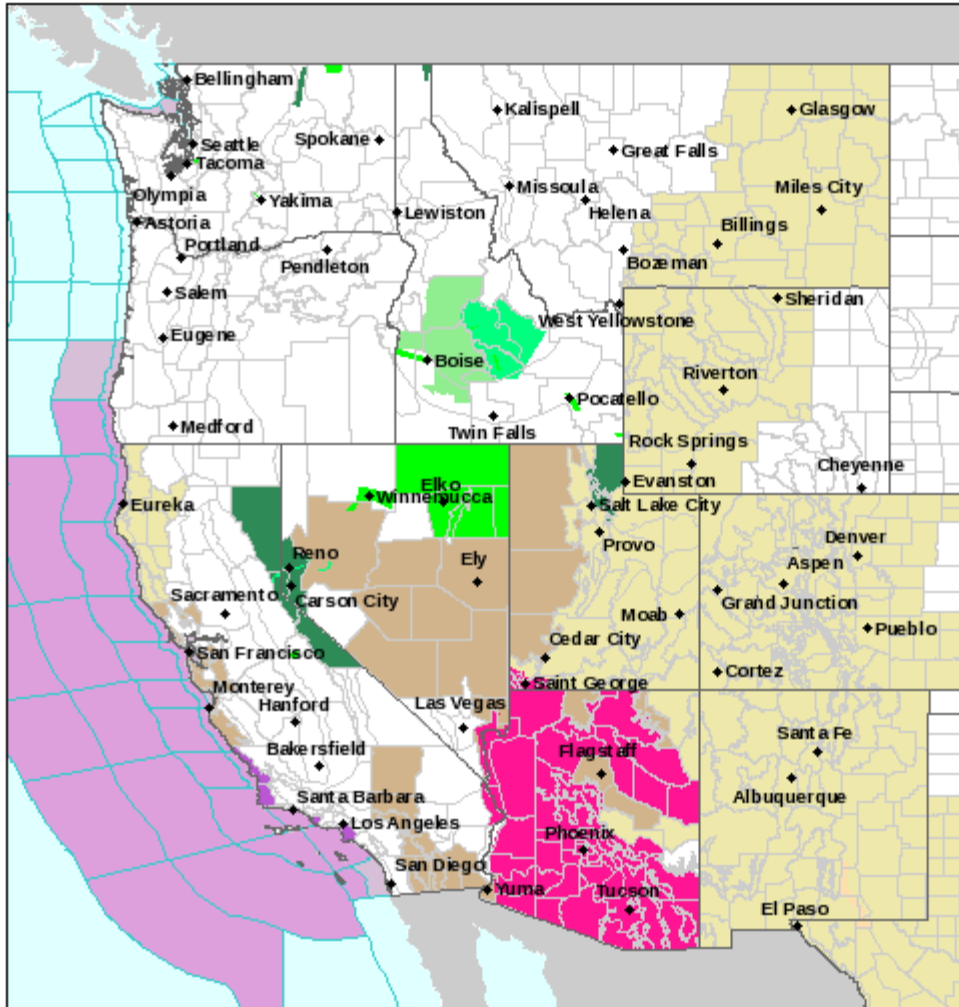 Bellingham
Kalispell
Glasgow
Seattle
Spokane
Great Falls
Tacoma
Olympia
Missoula
Miles City
Yakima
Lewiston
Helena
Astoria
Billings
Portland
Pendleton
Bozeman
Salem
Sheridan
West Yellowstone
Eugene
Boise
Riverton
Pocatello
Medford
Twin Falls
Rock Springs
Cheyenne
Elko
Evanston
Winnemucca
Eureka
Salt Lake City
Provo
Denver
Reno
Ely
Aspen
Sacramento
Carson City
Grand Junction
Moab
Pueblo
Cedar City
San Francisco
Cortez
Saint George
Monterey
Hanford
Las Vegas
Santa Fe
Bakersfield
Flagstaff
Albuquerque
Santa Barbara
Los Angeles
Phoenix
San Diego
Yuma
Tucson
El Paso